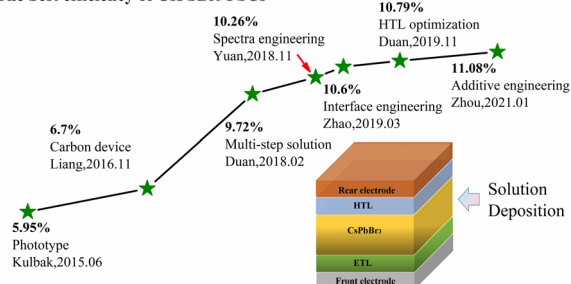 10.26%
Spectra engineering
Yuan,2018.11
10.79%
HTL optimization
Duan,2019.11
11.08%
Additive engineering
Zhou,2021.01
10.6%
Interface engineering
Zhao,2019.03
9.72%
Multi-step solution
Duan,2018.02
6.7%
Carbon device
Liang,2016.11
5.95%
Phototype
Kulbak,2015.06
Rear electrode
HTL
CsPbBr3
ETL
Front electrode
Solution
Deposition